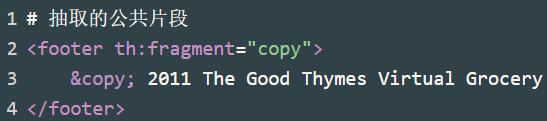 1 # 抽取的公共片段
2 <footer th:fragment="copy">
3     &copy; 2011 The Good Thymes Virtual Grocery
4 </footer>